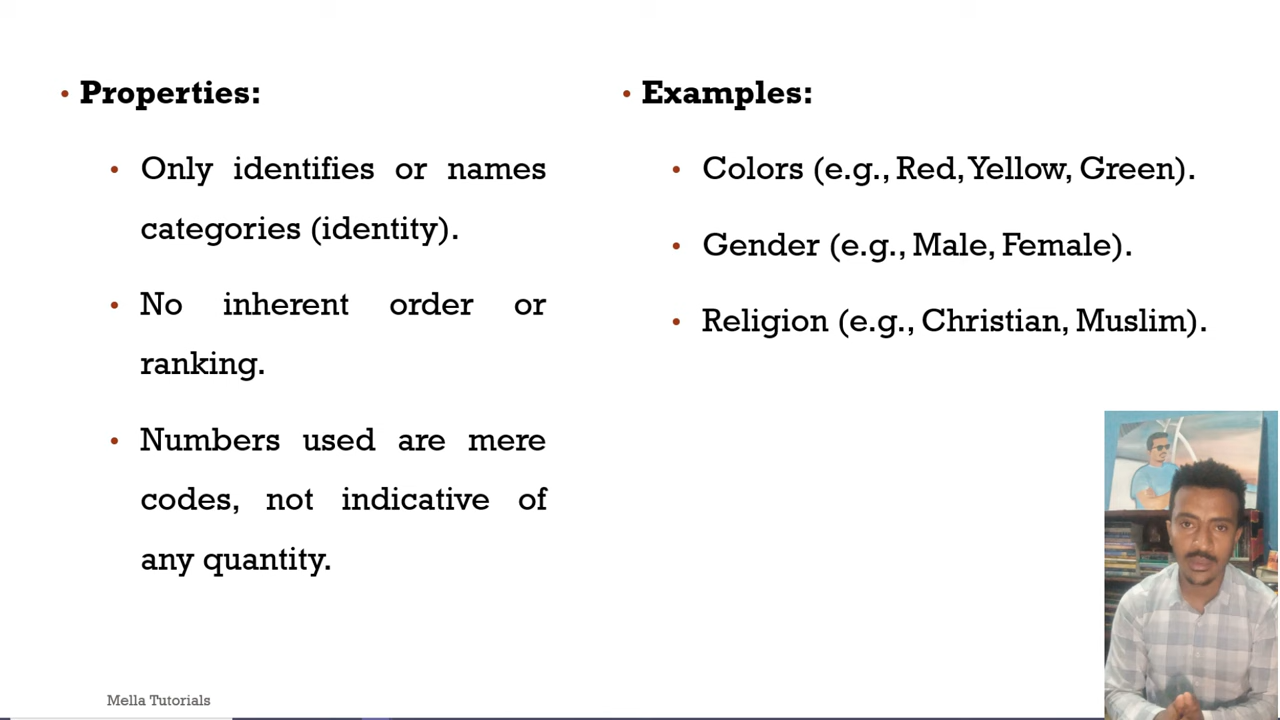 • Properties:
• Only identifies or names
categories (identity).
• No inherent order or
ranking.
• Numbers used are mere
codes, not indicative of
any quantity.
• Examples:
• Colors (e.g., Red, Yellow, Green).
• Gender (e.g., Male, Female).
• Religion (e.g., Christian, Muslim).
Mella Tutorials